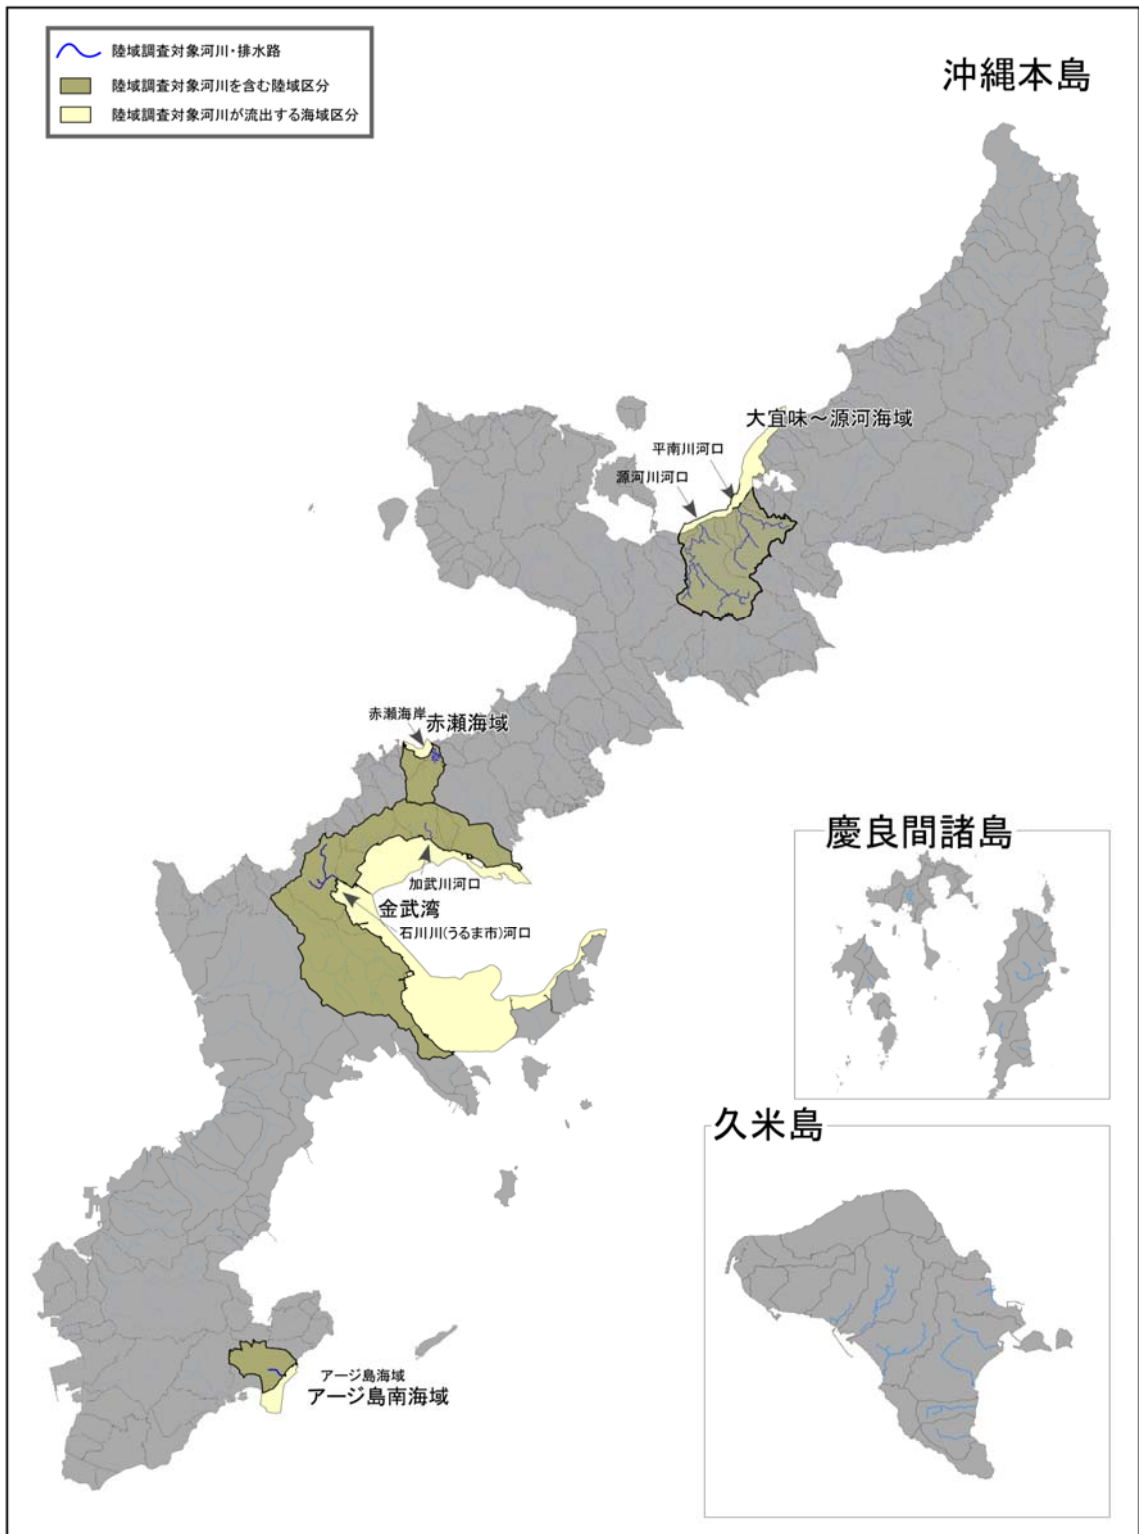 陸域調査対象河川・排水路
陸域調査対象河川を含む陸域区分
陸域調査対象河川が流出する海域区分
沖縄本島
大宜味～源河海域
平南川河口
源河川河口
赤瀬海岸
赤瀬海域
加武川河口
金武湾
石川川(うるま市)河口
慶良間諸島
久米島
アージ島海域
アージ島南海域